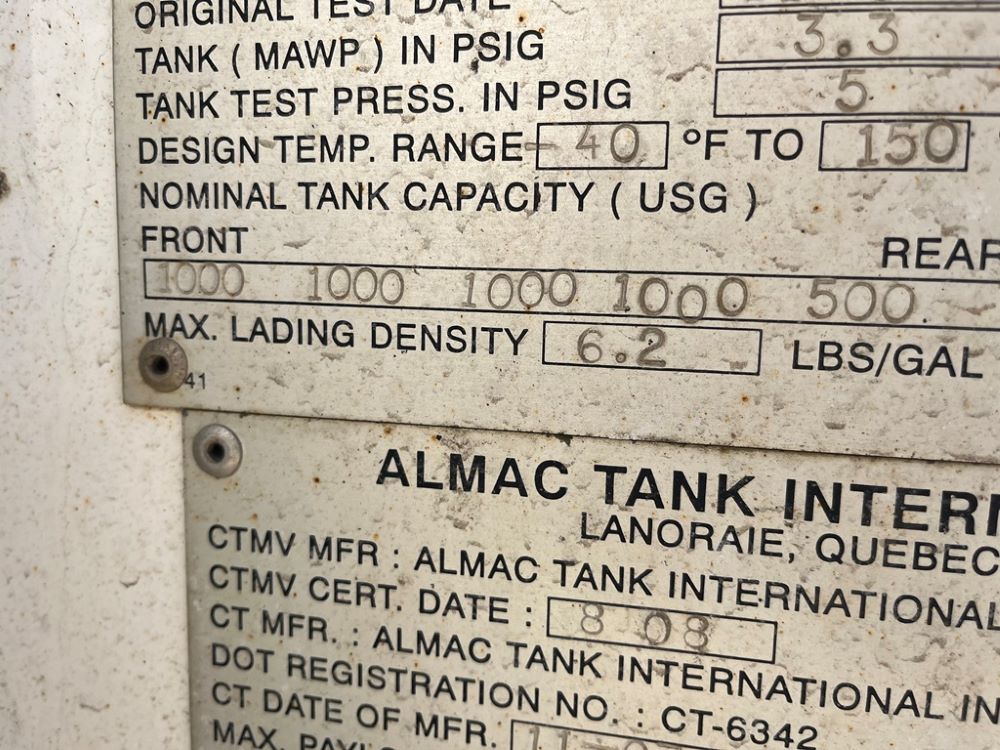 ORIGINAL TEST DATE
TANK ( MAWP ) IN PSIG 3.3
TANK TEST PRESS. IN PSIG 5
DESIGN TEMP. RANGE -40 °F TO 150
NOMINAL TANK CAPACITY ( USG )
FRONT REAR
1000 1000 1000 1000 500
MAX. LADING DENSITY 6.2 LBS/GAL
41
ALMAC TANK INTER
LANORAIE, QUEBEC
CTMV MFR : ALMAC TANK INTERNATIONAL
CTMV. CERT. DATE : 8 08
CT MFR. : ALMAC TANK INTERNATIONAL IN
DOT REGISTRATION NO. : CT-6342
CT DATE OF MFR. 11-07
MAX.